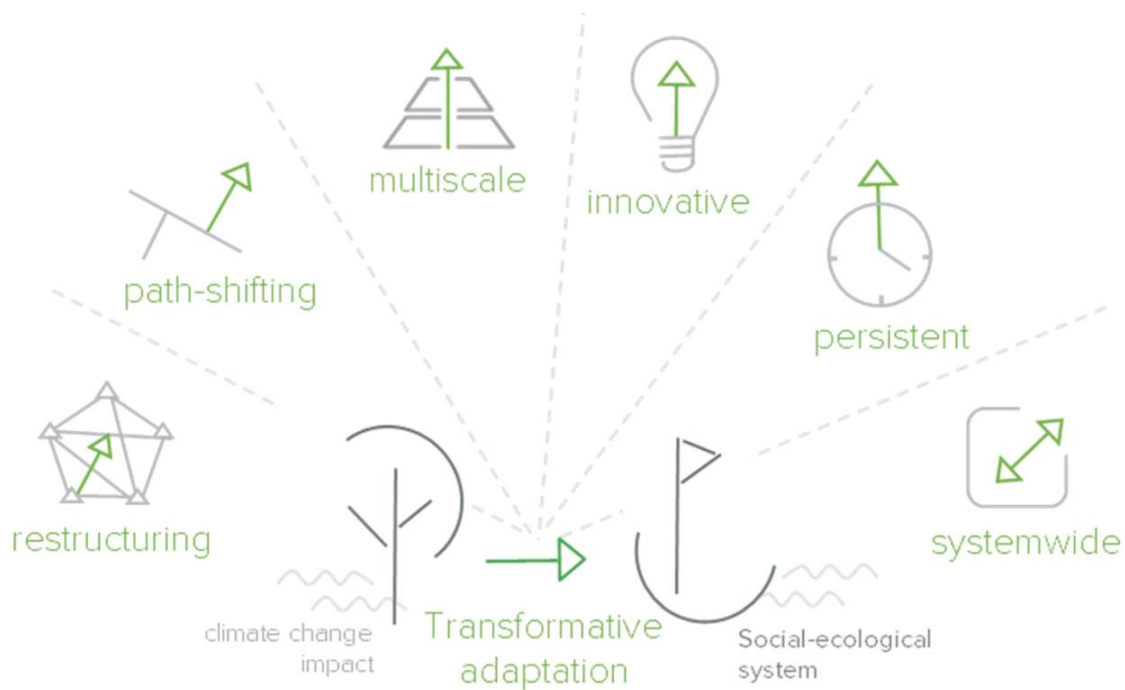 multiscale
innovative
path-shifting
persistent
restructuring
systemwide
climate change
impact
Transformative
adaptation
Social-ecological
system